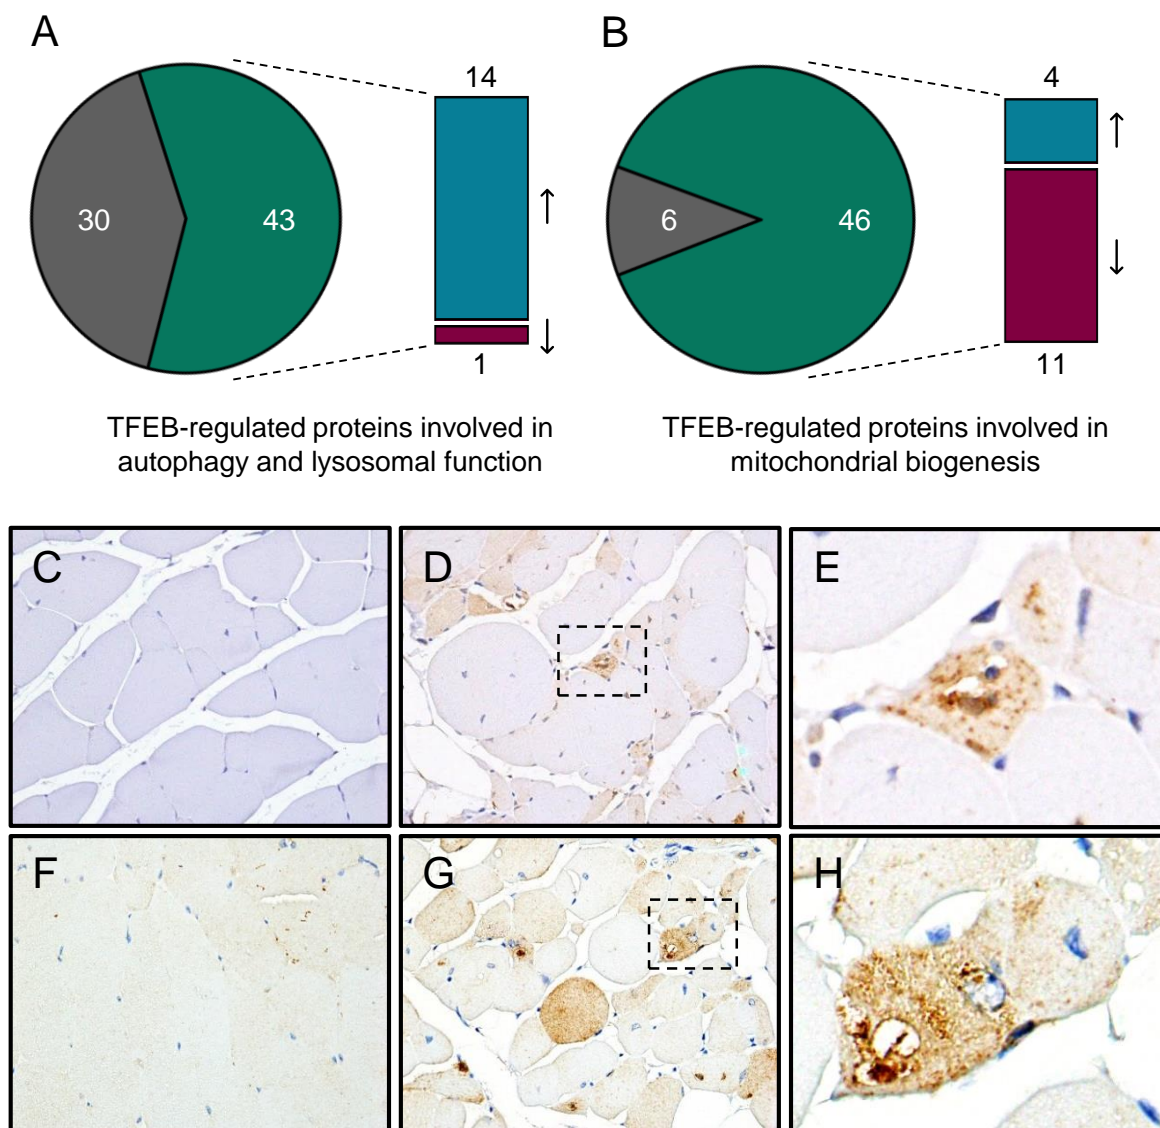 A
B
14
4
↑
↑
30
43
6
46
↓
↓
1
11
TFEB-regulated proteins involved in
autophagy and lysosomal function
TFEB-regulated proteins involved in
mitochondrial biogenesis
C
D
E
F
G
H